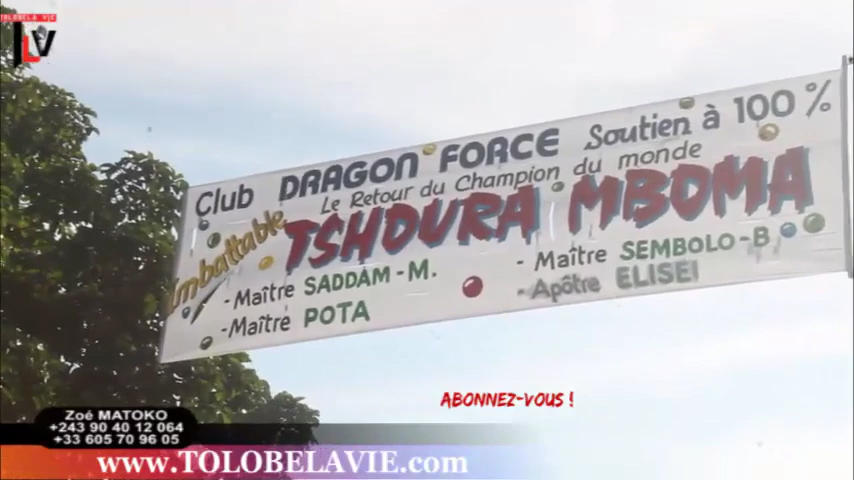 TOLOBELA VIE
LV
Club DRAGON FORCE Soutien à 100 %
Le Retour du Champion du monde
Imbattable
TSHDURA MBOMA
- Maître SADDAM - M.
- Maître POTA
- Maître SEMBOLO - B
- Apôtre ELISEI
ABONNEZ-VOUS !
Zoé MATOKO
+243 90 40 12 064
+33 605 70 96 05
www.TOLOBELAVIE.com